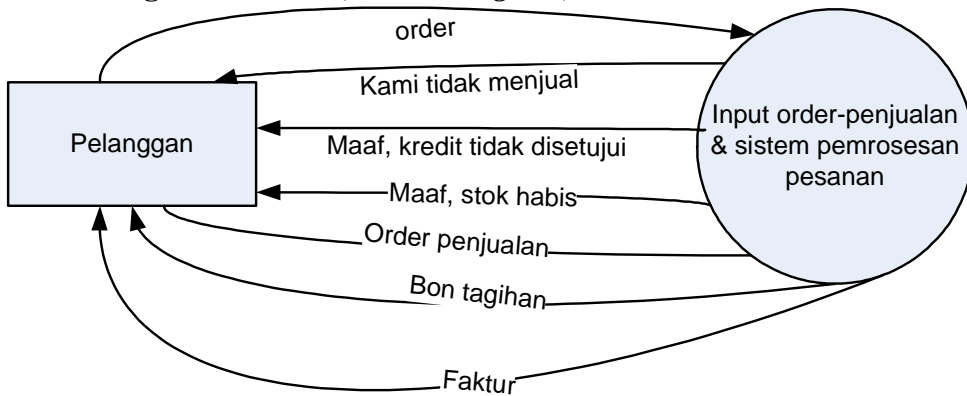 order
Kami tidak menjual
Pelanggan
Input order-penjualan
& sistem pemrosesan
pesanan
Maaf, kredit tidak disetujui
Maaf, stok habis
Order penjualan
Bon tagihan
Faktur